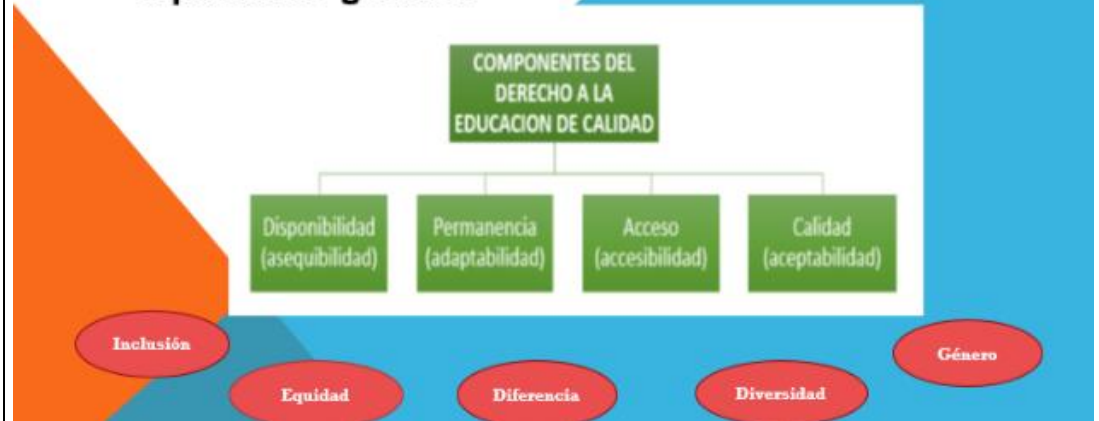 COMPONENTES DEL
DERECHO A LA
EDUCACION DE CALIDAD
Disponibilidad
(asequibilidad)
Permanencia
(adaptabilidad)
Acceso
(accesibilidad)
Calidad
(aceptabilidad)
Inclusión
Equidad
Diferencia
Diversidad
Género